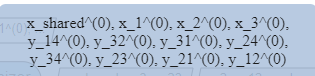 x_shared^(0), x_1^(0), x_2^(0), x_3^(0),
y_14^(0), y_32^(0), y_31^(0), y_24^(0),
y_34^(0), y_23^(0), y_21^(0), y_12^(0)